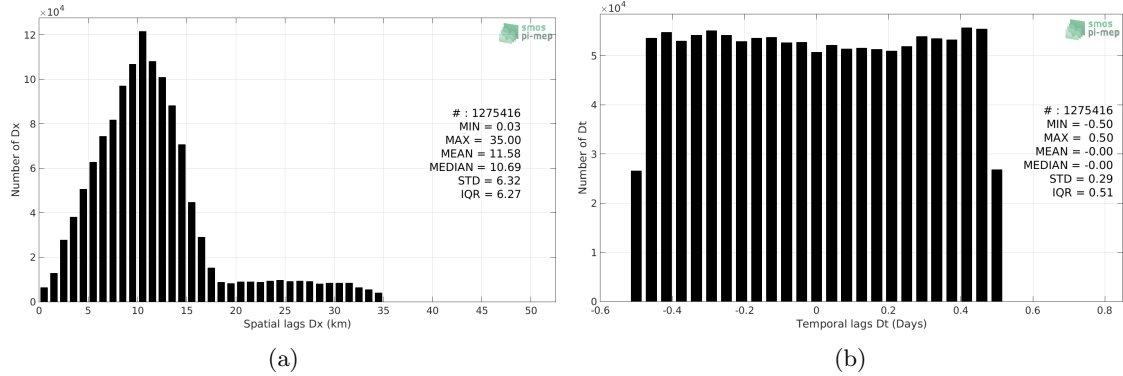 ×10⁴
smos
pi-mep
Number of Dx
12
10
8
6
4
2
0
# : 1275416
MIN = 0.03
MAX = 35.00
MEAN = 11.58
MEDIAN = 10.69
STD = 6.32
IQR = 6.27
0 5 10 15 20 25 30 35 40 45 50
Spatial lags Dx (km)
(a)
×10⁴
smos
pi-mep
Number of Dt
5
4
3
2
1
0
# : 1275416
MIN = -0.50
MAX = 0.50
MEAN = -0.00
MEDIAN = -0.00
STD = 0.29
IQR = 0.51
-0.6 -0.4 -0.2 0 0.2 0.4 0.6 0.8
Temporal lags Dt (Days)
(b)